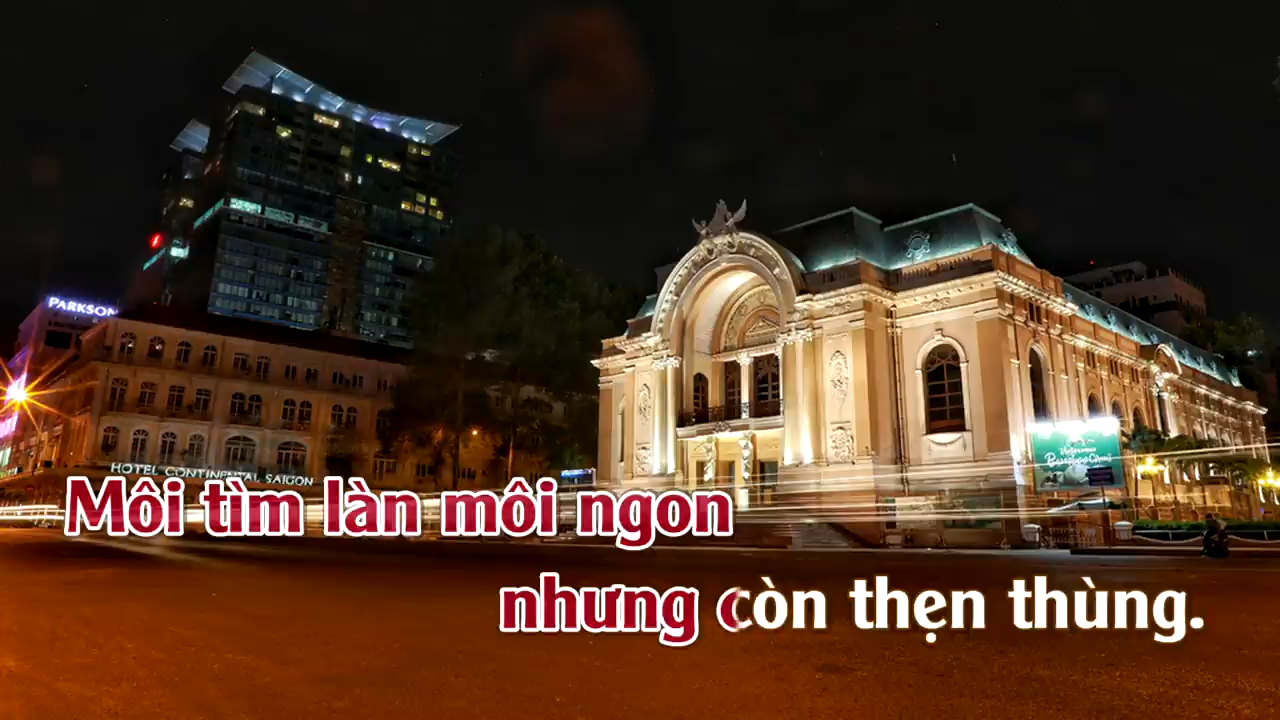 PARKSON
HOTEL CONTINENTAL SAIGON
Môi tìm làn môi ngon
nhưng còn thẹn thùng.